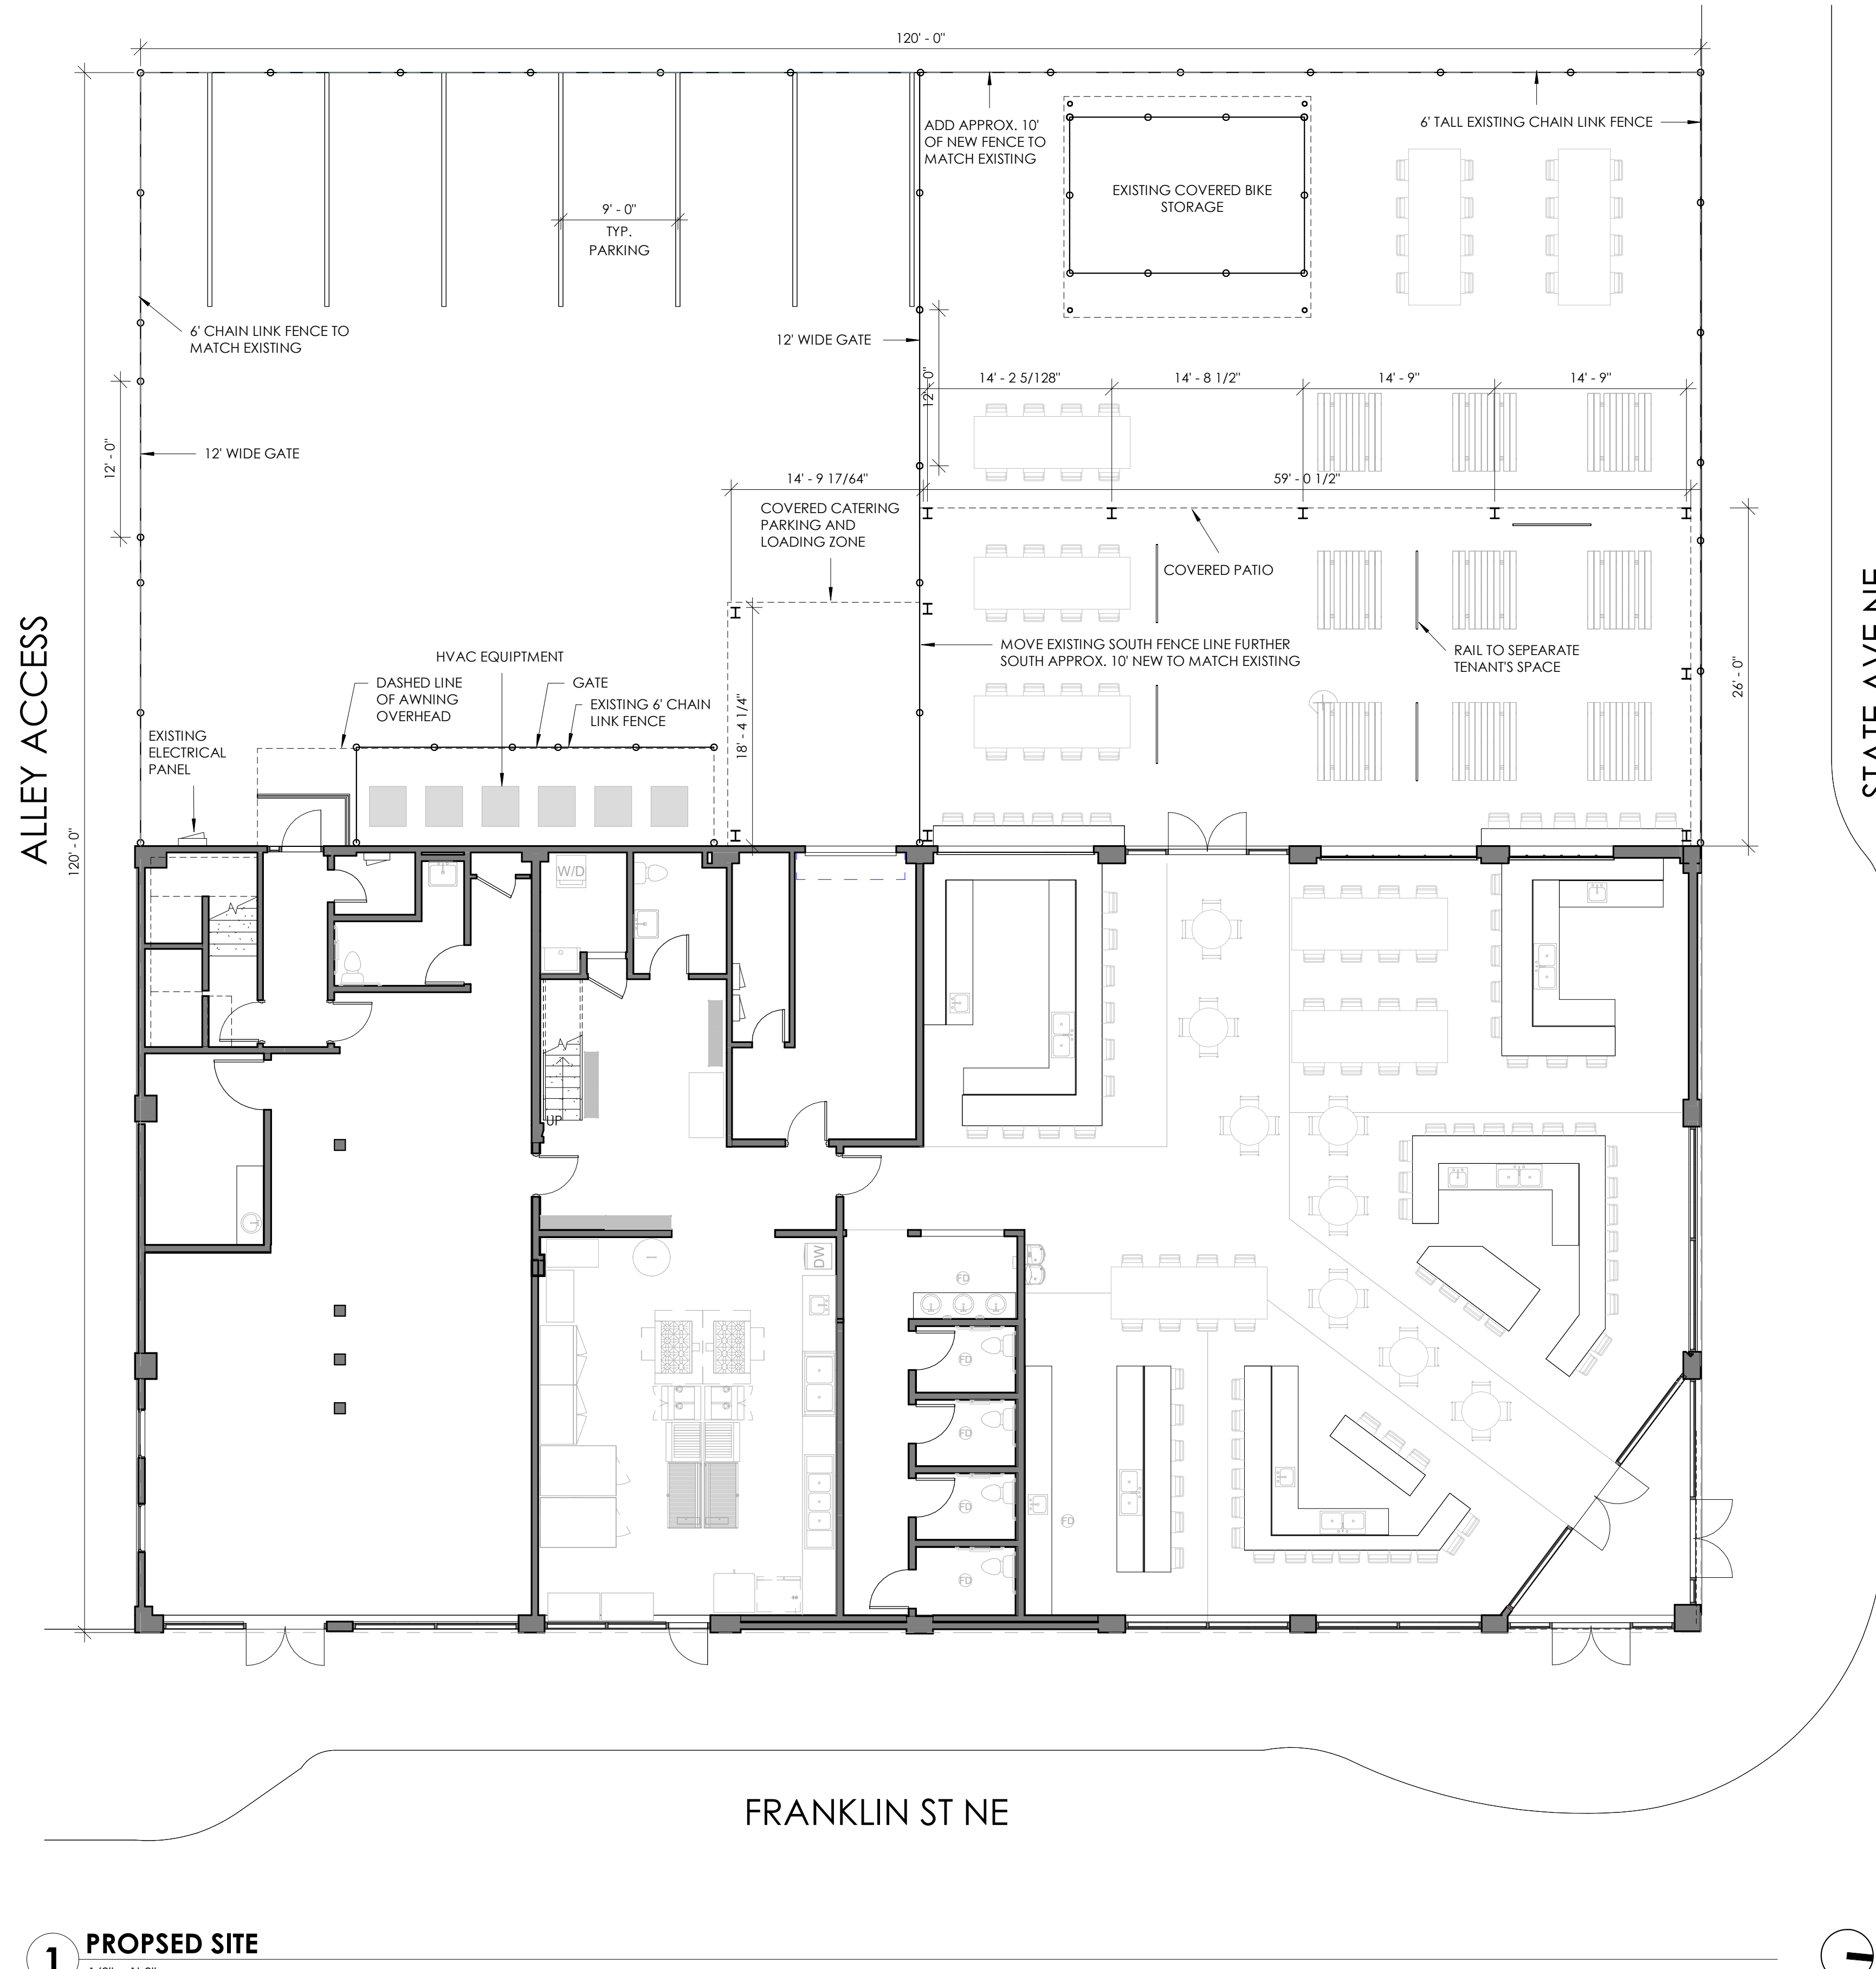 120' - 0"
ADD APPROX. 10'
OF NEW FENCE TO
MATCH EXISTING
6' TALL EXISTING CHAIN LINK FENCE
EXISTING COVERED BIKE
STORAGE
9' - 0"
TYP.
PARKING
6' CHAIN LINK FENCE TO
MATCH EXISTING
12' WIDE GATE
14' - 2 5/128"
14' - 8 1/2"
14' - 9"
14' - 9"
12' - 0"
12' - 0"
12' WIDE GATE
14' - 9 17/64"
59' - 0 1/2"
COVERED CATERING
PARKING AND
LOADING ZONE
COVERED PATIO
MOVE EXISTING SOUTH FENCE LINE FURTHER
SOUTH APPROX. 10' NEW TO MATCH EXISTING
RAIL TO SEPEARATE
TENANT'S SPACE
26' - 0"
STATE AVE NE
ALLEY ACCESS
HVAC EQUIPTMENT
DASHED LINE
OF AWNING
OVERHEAD
GATE
EXISTING 6' CHAIN
LINK FENCE
18' - 4 1/4"
EXISTING
ELECTRICAL
PANEL
120' - 0"
W/D
UP
DW
FD
FD
FD
FD
FD
FD
FRANKLIN ST NE
1
PROPSED SITE